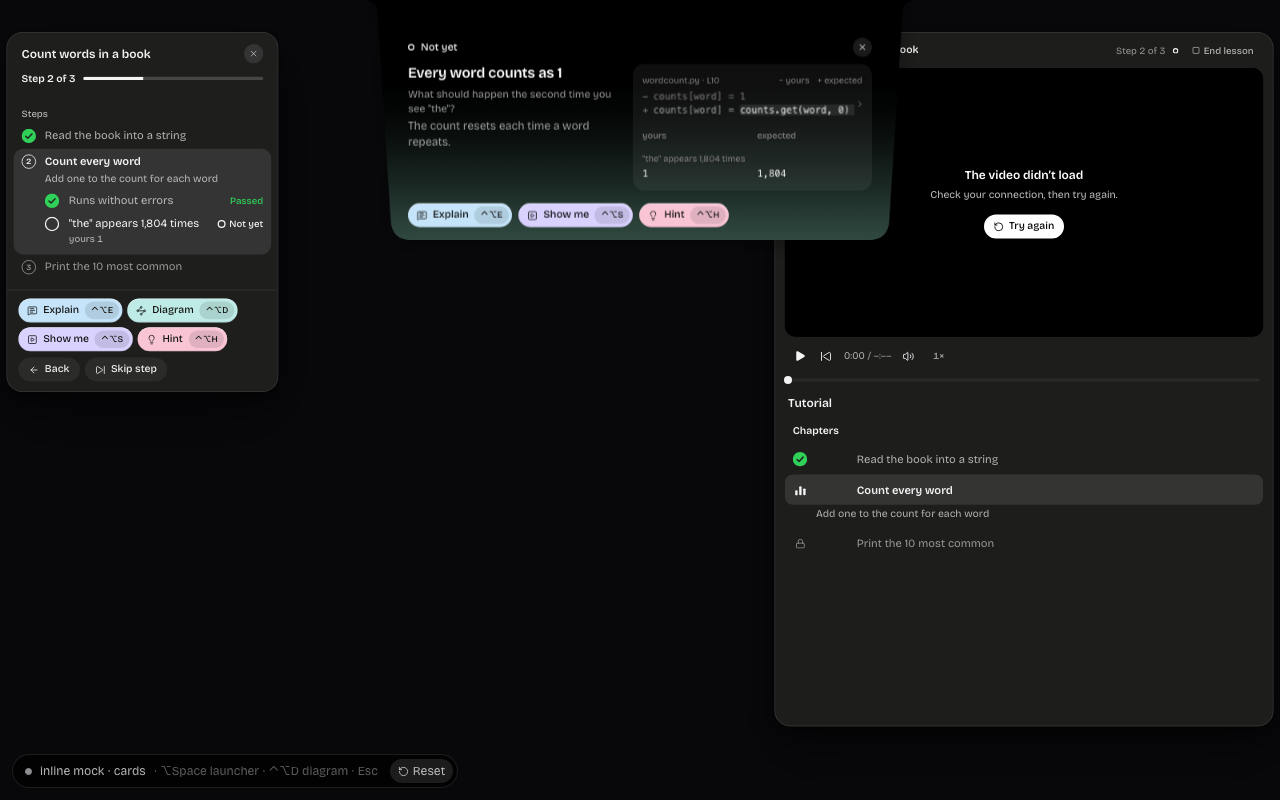 Count words in a book
Step 2 of 3
Steps
Read the book into a string
2 Count every word
Add one to the count for each word
Runs without errors Passed
"the" appears 1,804 times Not yet
yours 1
3 Print the 10 most common
Explain ⌃⌥E Diagram ⌃⌥D
Show me ⌃⌥S Hint ⌃⌥H
Back Skip step
Not yet
Every word counts as 1
What should happen the second time you
see "the"?
The count resets each time a word
repeats.
wordcount.py · L10 − yours + expected
− counts[word] = 1
+ counts[word] = counts.get(word, 0)
yours expected
"the" appears 1,804 times
1 1,804
Explain ⌃⌥E Show me ⌃⌥S Hint ⌃⌥H
ook Step 2 of 3 End lesson
The video didn't load
Check your connection, then try again.
Try again
0:00 / –:–– 1×
Tutorial
Chapters
Read the book into a string
Count every word
Add one to the count for each word
Print the 10 most common
inline mock · cards · ⌥Space launcher · ⌃⌥D diagram · Esc Reset